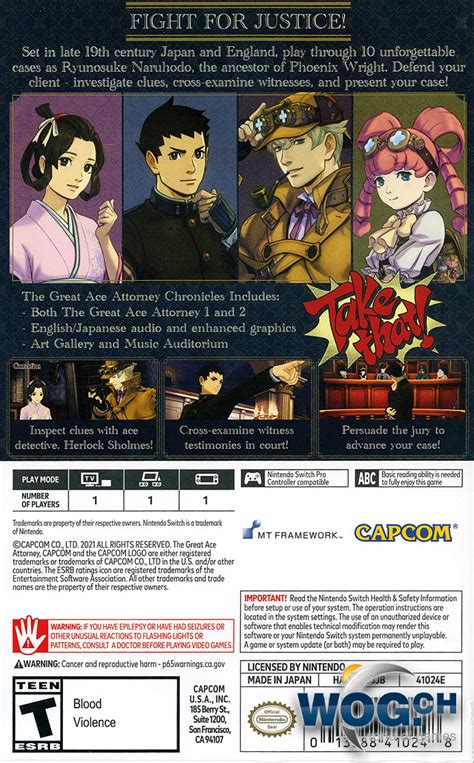 FIGHT FOR JUSTICE!
Set in late 19th century Japan and England, play through 10 unforgettable
cases as Ryunosuke Naruhodo, the ancestor of Phoenix Wright. Defend your
client - investigate clues, cross-examine witnesses, and present your case!
The Great Ace Attorney Chronicles Includes:
- Both The Great Ace Attorney 1 and 2
- English/Japanese audio and enhanced graphics
- Art Gallery and Music Auditorium
Take
that!
Inspect clues with ace
detective, Herlock Sholmes!
Cross-examine witness
testimonies in court!
Persuade the jury to
advance your case!
PLAY MODE
TV
NUMBER
OF PLAYERS
1
1
1
Nintendo Switch Pro
Controller compatible
ABC
Basic reading ability is needed
to fully enjoy this game
Trademarks are property of their respective owners. Nintendo Switch is a trademark
of Nintendo.
©CAPCOM CO., LTD. 2021 ALL RIGHTS RESERVED. The Great Ace
Attorney, CAPCOM and the CAPCOM LOGO are either registered
trademarks or trademarks of CAPCOM CO., LTD in the U.S. and/or other
countries. The ESRB ratings icon are registered trademarks of the
Entertainment Software Association. All other trademarks and trade
names are the property of their respective owners.
MT FRAMEWORK™
CAPCOM
WARNING: IF YOU HAVE EPILEPSY OR HAVE HAD SEIZURES OR
OTHER UNUSUAL REACTIONS TO FLASHING LIGHTS OR
PATTERNS, CONSULT A DOCTOR BEFORE PLAYING VIDEO GAMES.
WARNING: Cancer and reproductive harm - p65warnings.ca.gov
IMPORTANT! Read the Nintendo Switch Health & Safety Information
before setup or use of your system. The operation instructions are
located in the system settings. The use of an unauthorized device or
software that enables technical modification may render this
or software Nintendo Switch system permanently unplayable.
A game or system update (or both) may be required to play.
TEEN
T
ESRB
Blood
Violence
CAPCOM
U.S.A., INC.
185 Berry St.,
Suite 1200,
San Francisco,
CA 94107
LICENSED BY NINTENDO
MADE IN JAPAN
41024E
Official
Nintendo
Seal
WOG.CH
0 13388 41024 8